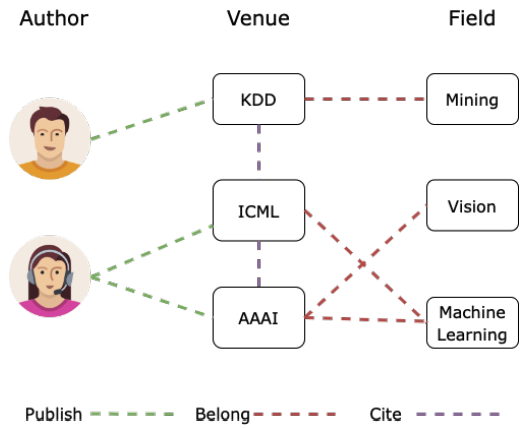 Author Venue Field
KDD Mining
ICML Vision
AAAI Machine
Learning
Publish Belong Cite